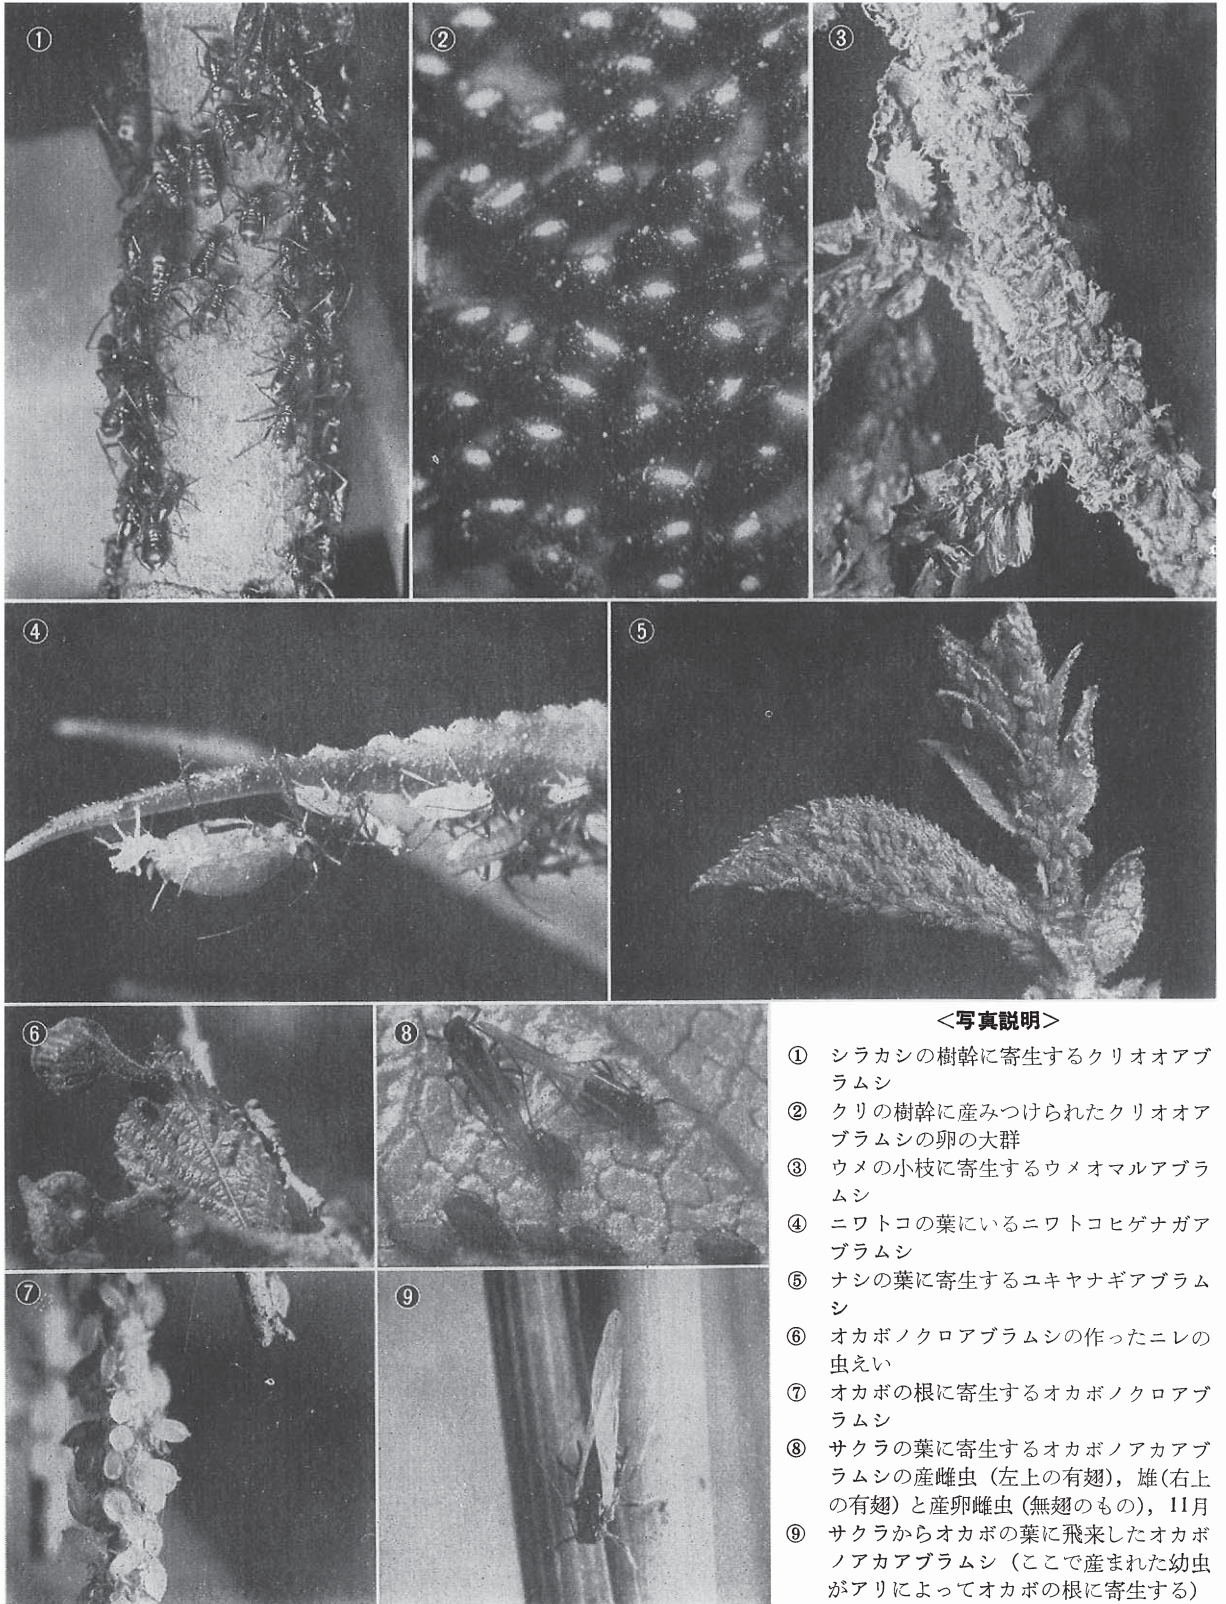 ①
②
③
④
⑤
⑥
⑧
⑦
⑨
＜写真説明＞
① シラカシの樹幹に寄生するクリオオアブ
ラムシ
② クリの樹幹に産みつけられたクリオオア
ブラムシの卵の大群
③ ウメの小枝に寄生するウメオマルアブラ
ムシ
④ ニワトコの葉にいるニワトコヒゲナガア
ブラムシ
⑤ ナシの葉に寄生するユキヤナギアブラム
シ
⑥ オカボノクロアブラムシの作ったニレの
虫えい
⑦ オカボの根に寄生するオカボノクロアブ
ラムシ
⑧ サクラの葉に寄生するオカボノアカアブ
ラムシの産雌虫（左上の有翅），雄(右上
の有翅) と産卵雌虫 (無翅のもの)，11月
⑨ サクラからオカボの葉に飛来したオカボ
ノアカアブラムシ（ここで産まれた幼虫
がアリによってオカボの根に寄生する）